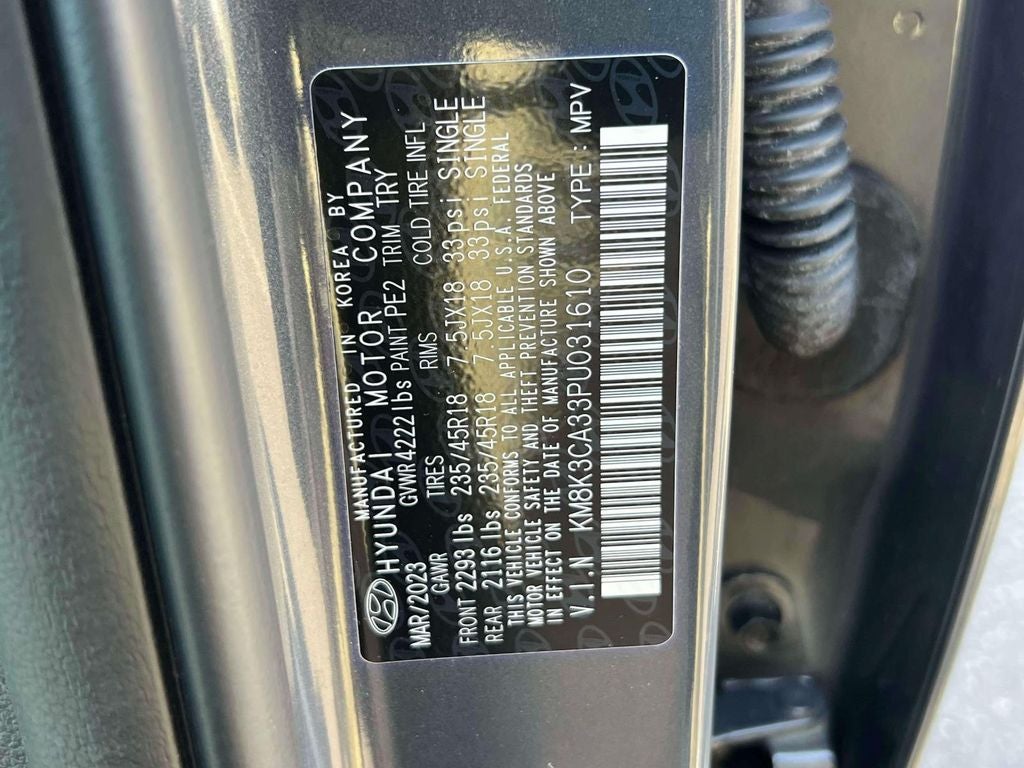 MANUFACTURED IN KOREA BY
HYUNDAI MOTOR COMPANY
MAR/2023 GVWR 4222 lbs PAINT PE2 TRIM TRY
GAWR TIRES RIMS COLD TIRE INFL
FRONT 2293 lbs 235/45R18 7.5JX18 33psi SINGLE
REAR 2116 lbs 235/45R18 7.5JX18 33psi SINGLE
THIS VEHICLE CONFORMS TO ALL APPLICABLE U.S.A. FEDERAL
MOTOR VEHICLE SAFETY AND THEFT PREVENTION STANDARDS
IN EFFECT ON THE DATE OF MANUFACTURE SHOWN ABOVE
V.I.N KM8K3CA33PU031610 TYPE : MPV